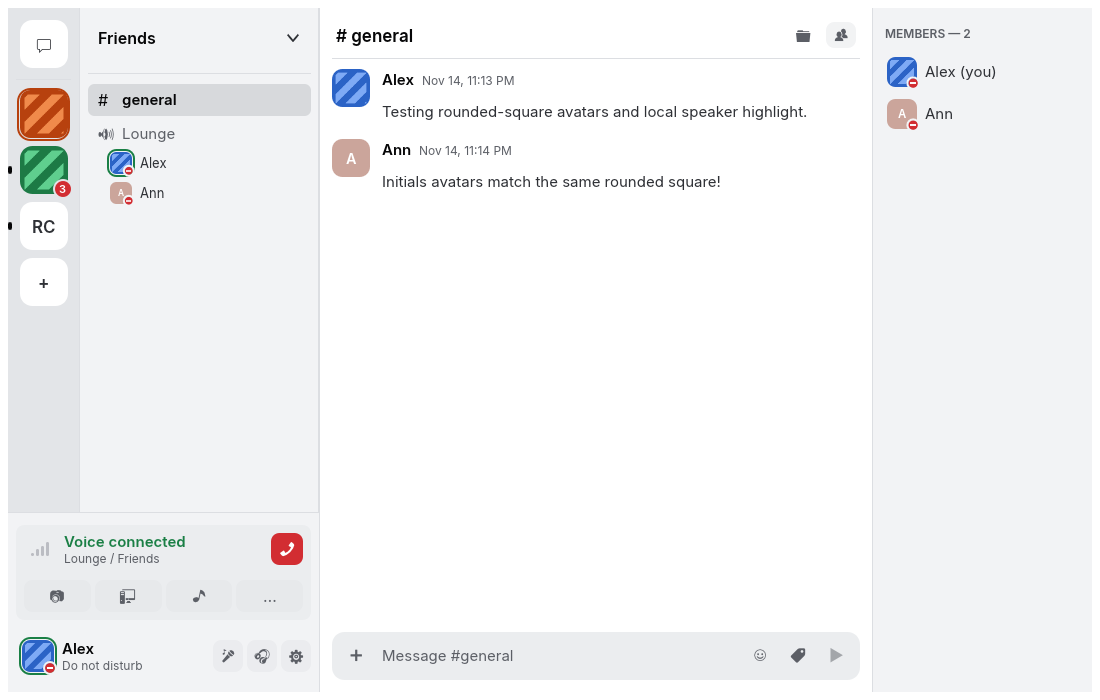 Friends
# general
Lounge
Alex
A
Ann
3
RC
+
Voice connected
Lounge / Friends
...
Alex
Do not disturb
# general
Alex Nov 14, 11:13 PM
Testing rounded-square avatars and local speaker highlight.
A
Ann Nov 14, 11:14 PM
Initials avatars match the same rounded square!
+ Message #general
MEMBERS — 2
Alex (you)
A
Ann